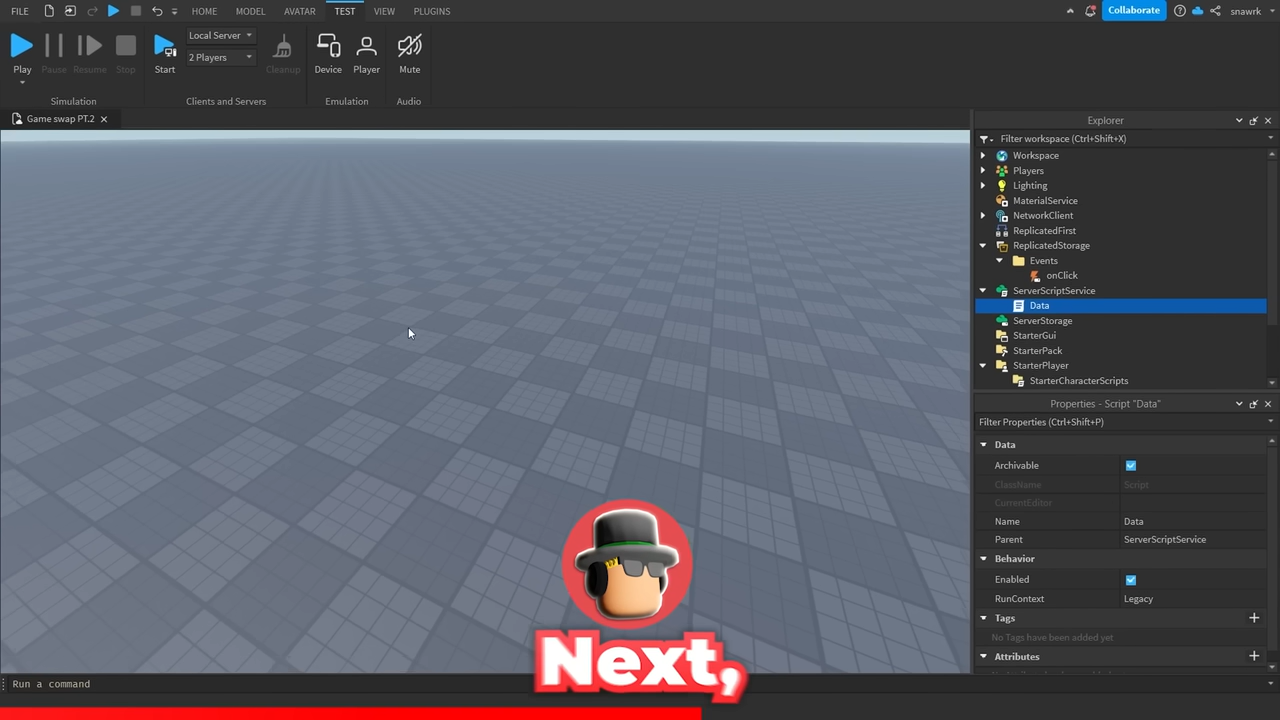 FILE HOME MODEL AVATAR TEST VIEW PLUGINS Collaborate snawrk
Play Pause Resume Stop Start Local Server 2 Players Cleanup Device Player Mute
Simulation Clients and Servers Emulation Audio
Game swap PT.2
Explorer
Filter workspace (Ctrl+Shift+X)
Workspace
Players
Lighting
MaterialService
NetworkClient
ReplicatedFirst
ReplicatedStorage
Events
onClick
ServerScriptService
Data
ServerStorage
StarterGui
StarterPack
StarterPlayer
StarterCharacterScripts
Properties - Script "Data"
Filter Properties (Ctrl+Shift+P)
Data
Archivable
ClassName Script
CurrentEditor
Name Data
Parent ServerScriptService
Behavior
Enabled
RunContext Legacy
Tags
No Tags have been added yet
Attributes
Next,
Run a command